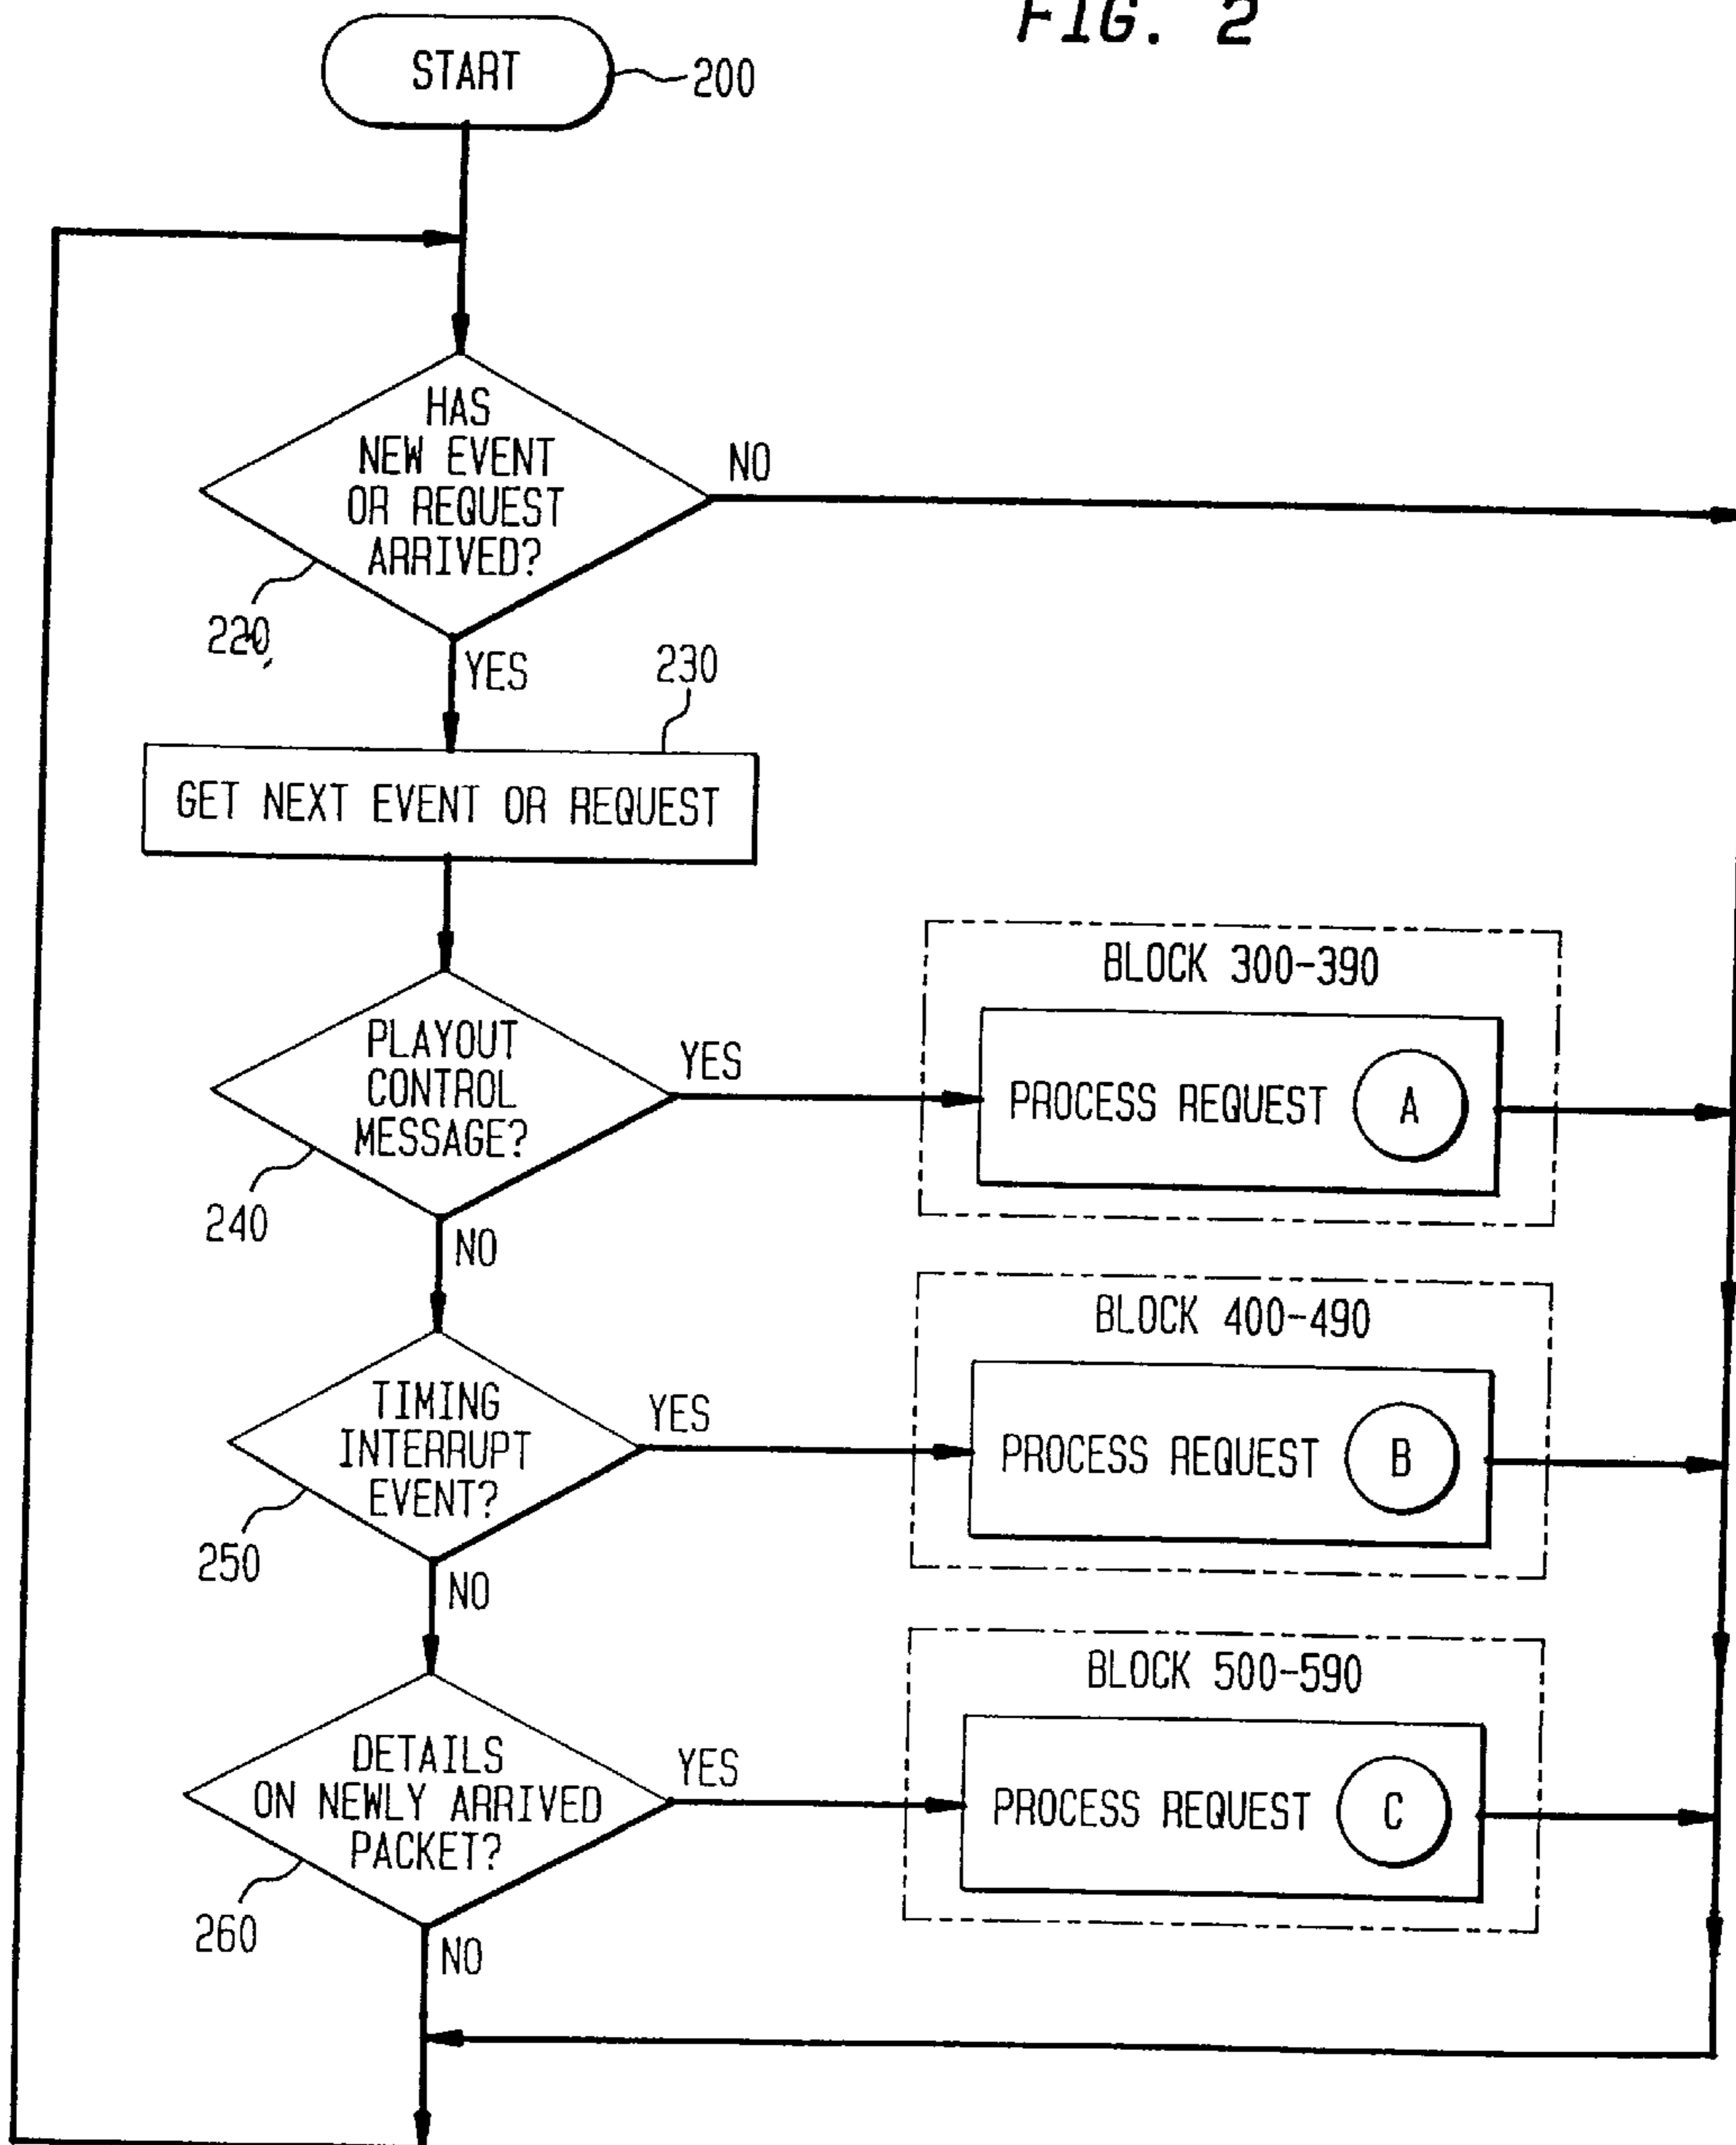 FIG. 2
START
200
HAS
NEW EVENT
OR REQUEST
ARRIVED?
NO
220
YES
230
GET NEXT EVENT OR REQUEST
BLOCK 300-390
PLAYOUT
CONTROL
MESSAGE?
YES
PROCESS REQUEST A
240
NO
BLOCK 400-490
TIMING
INTERRUPT
EVENT?
YES
PROCESS REQUEST B
250
NO
BLOCK 500-590
DETAILS
ON NEWLY ARRIVED
PACKET?
YES
PROCESS REQUEST C
260
NO